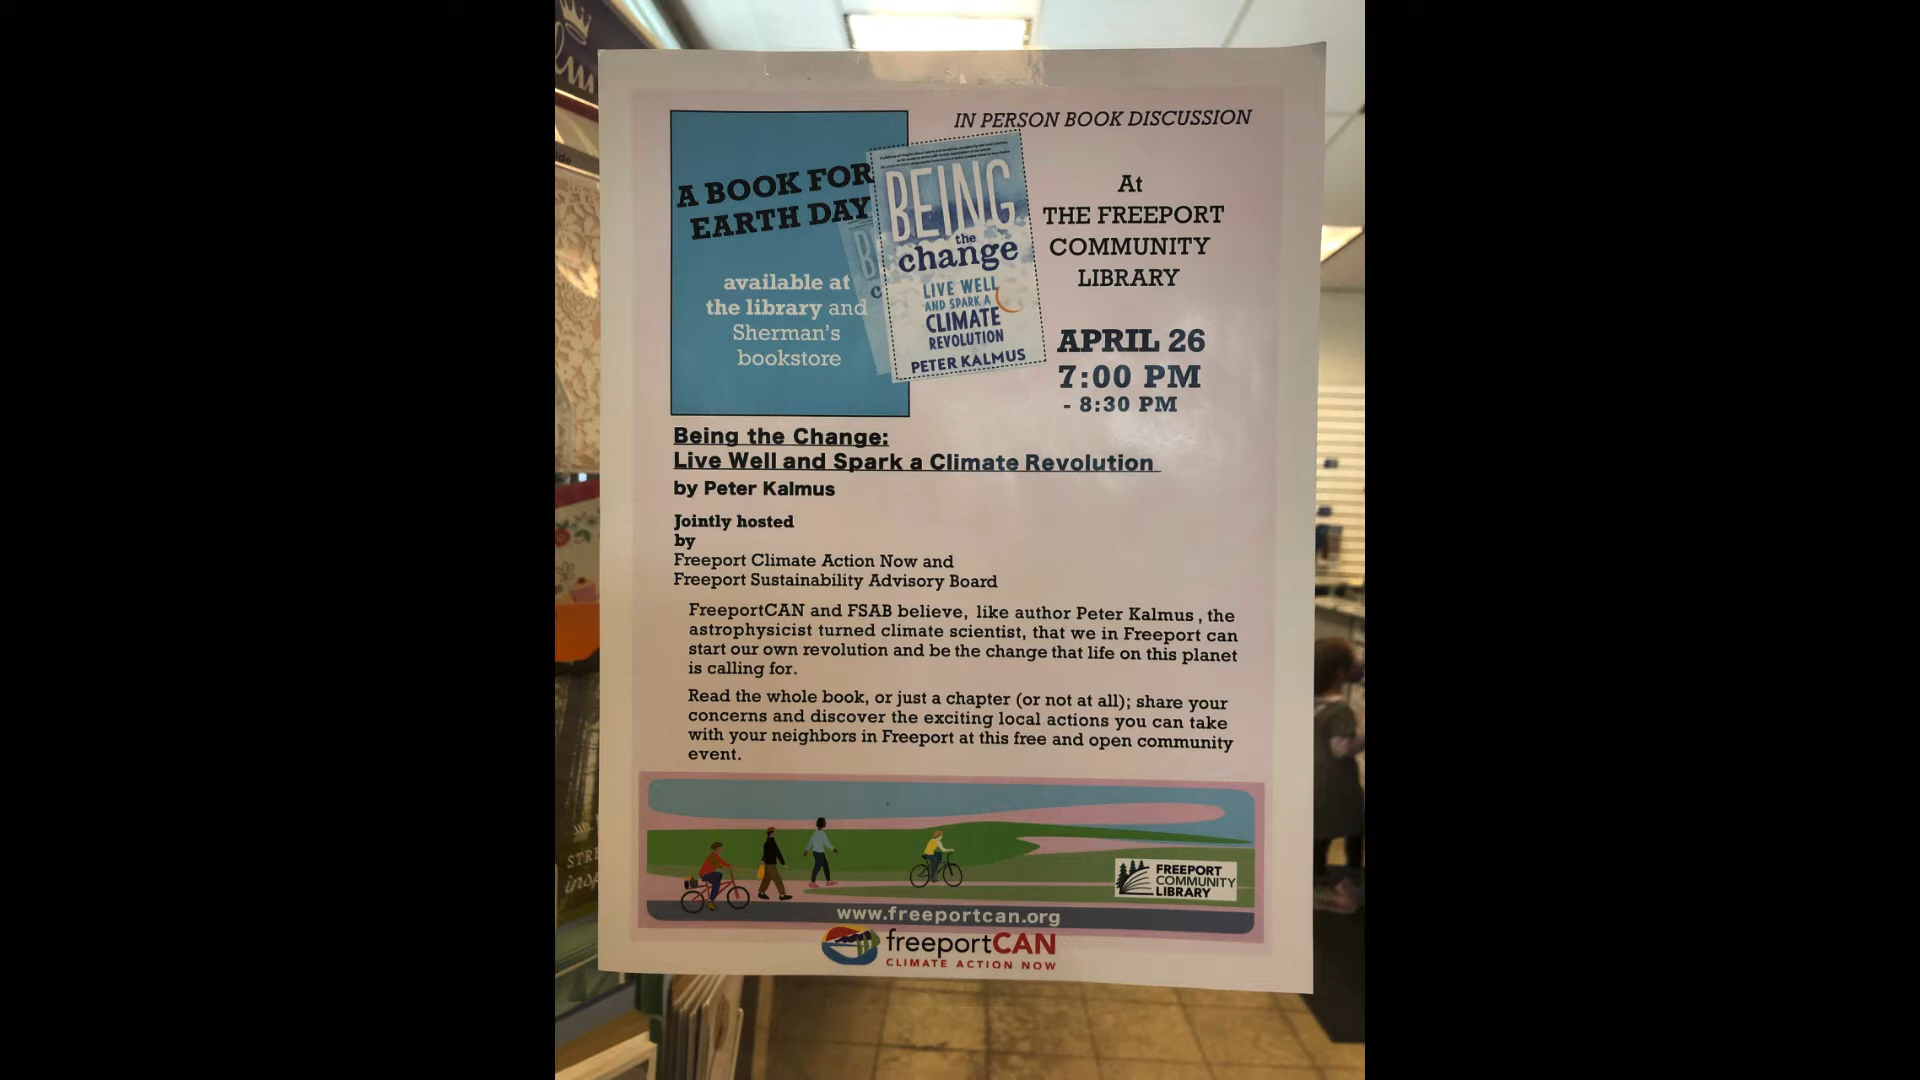 IN PERSON BOOK DISCUSSION
A BOOK FOR
EARTH DAY
available at
the library and
Sherman's
bookstore
BEING
the
change
LIVE WELL
AND SPARK A
CLIMATE
REVOLUTION
PETER KALMUS
At
THE FREEPORT
COMMUNITY
LIBRARY
APRIL 26
7:00 PM
- 8:30 PM
Being the Change:
Live Well and Spark a Climate Revolution
by Peter Kalmus
Jointly hosted
by
Freeport Climate Action Now and
Freeport Sustainability Advisory Board
FreeportCAN and FSAB believe, like author Peter Kalmus , the
astrophysicist turned climate scientist, that we in Freeport can
start our own revolution and be the change that life on this planet
is calling for.
Read the whole book, or just a chapter (or not at all); share your
concerns and discover the exciting local actions you can take
with your neighbors in Freeport at this free and open community
event.
FREEPORT
COMMUNITY
LIBRARY
www.freeportcan.org
freeportCAN
CLIMATE ACTION NOW